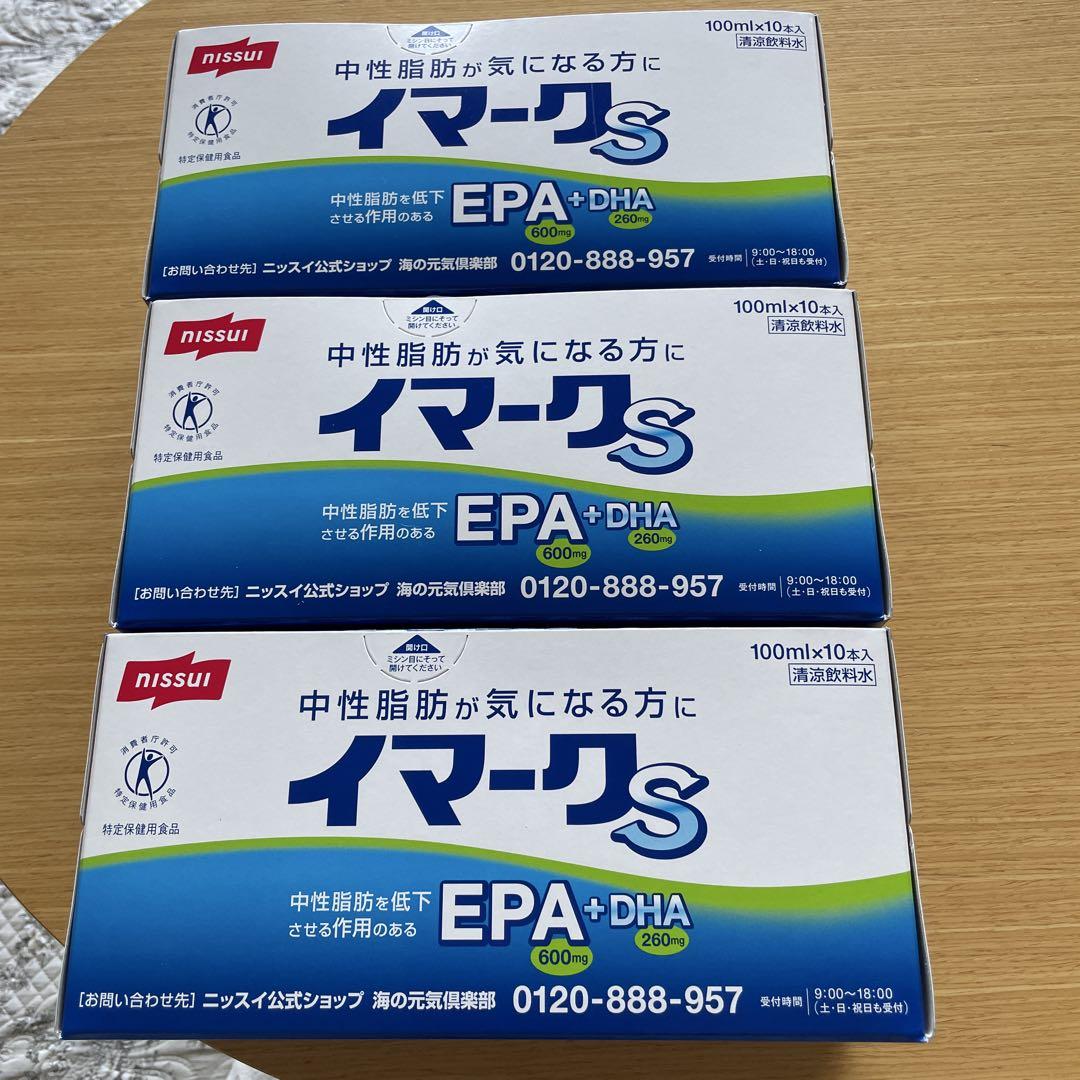 nissui
開け口
ミシン目にそって
開けてください
100ml×10本入
清涼飲料水
中性脂肪が気になる方に
イマークS
消費者庁許可
特定保健用食品
特定保健用食品
中性脂肪を低下
させる作用のある
EPA+DHA
600mg
260mg
[お問い合わせ先] ニッスイ公式ショップ 海の元気倶楽部 0120-888-957 受付時間 9:00~18:00
(土・日・祝日も受付)
nissui
開け口
ミシン目にそって
開けてください
100ml×10本入
清涼飲料水
中性脂肪が気になる方に
イマークS
消費者庁許可
特定保健用食品
特定保健用食品
中性脂肪を低下
させる作用のある
EPA+DHA
600mg
260mg
[お問い合わせ先] ニッスイ公式ショップ 海の元気倶楽部 0120-888-957 受付時間 9:00~18:00
(土・日・祝日も受付)
nissui
開け口
ミシン目にそって
開けてください
100ml×10本入
清涼飲料水
中性脂肪が気になる方に
イマークS
消費者庁許可
特定保健用食品
特定保健用食品
中性脂肪を低下
させる作用のある
EPA+DHA
600mg
260mg
[お問い合わせ先] ニッスイ公式ショップ 海の元気倶楽部 0120-888-957 受付時間 9:00~18:00
(土・日・祝日も受付)